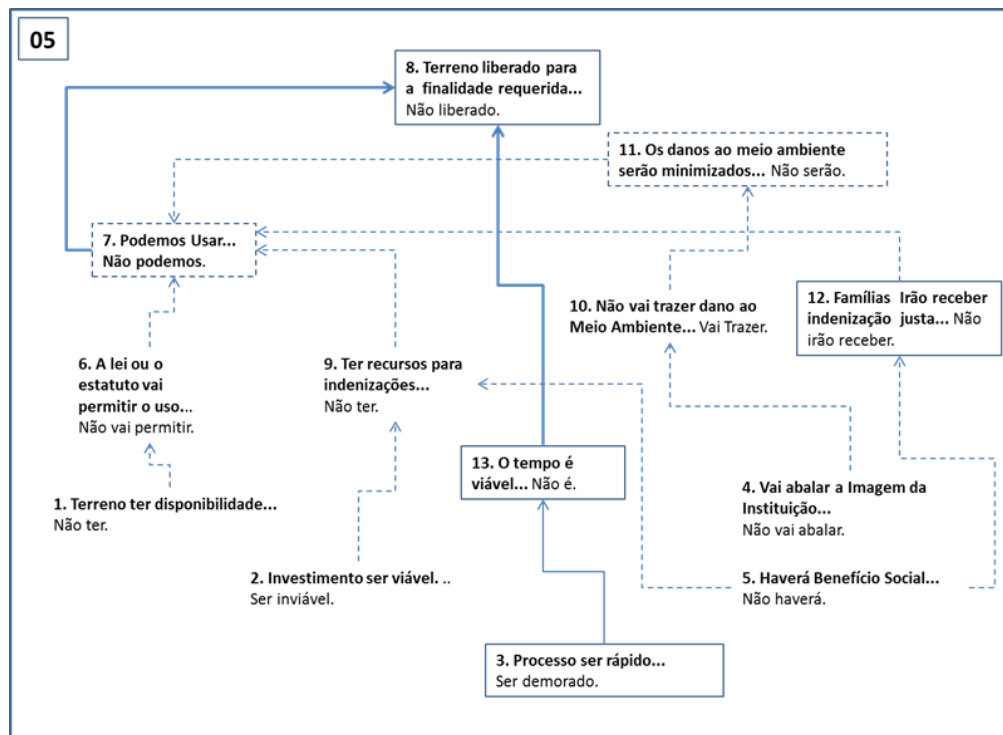 05
8. Terreno liberado para
a finalidade requerida...
Não liberado.
11. Os danos ao meio ambiente
serão minimizados... Não serão.
7. Podemos Usar...
Não podemos.
10. Não vai trazer dano ao
Meio Ambiente... Vai Trazer.
12. Famílias Irão receber
indenização justa... Não
irão receber.
6. A lei ou o
estatuto vai
permitir o uso...
Não vai permitir.
9. Ter recursos para
indenizações...
Não ter.
13. O tempo é
viável... Não é.
1. Terreno ter disponibilidade...
Não ter.
4. Vai abalar a Imagem da
Instituição...
Não vai abalar.
2. Investimento ser viável. ..
Ser inviável.
5. Haverá Benefício Social...
Não haverá.
3. Processo ser rápido...
Ser demorado.